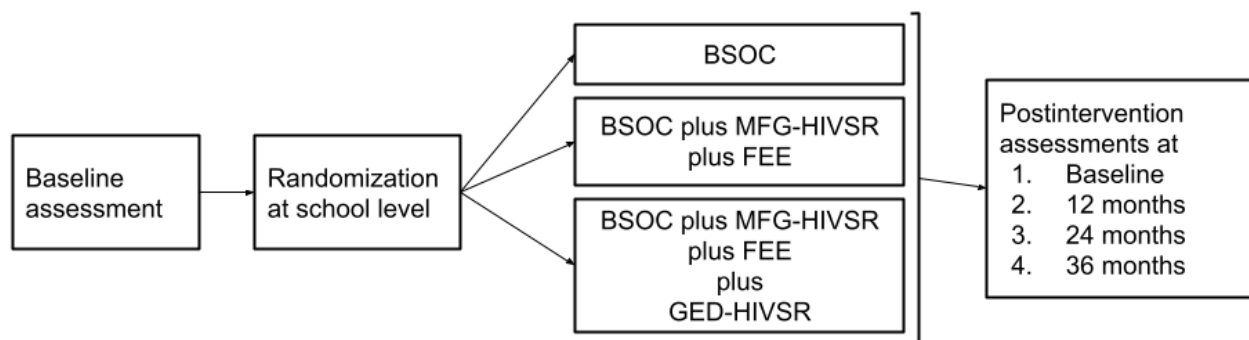 Baseline
assessment
Randomization
at school level
BSOC
BSOC plus MFG-HIVSR
plus FEE
BSOC plus MFG-HIVSR
plus FEE
plus
GED-HIVSR
Postintervention
assessments at
1. Baseline
2. 12 months
3. 24 months
4. 36 months